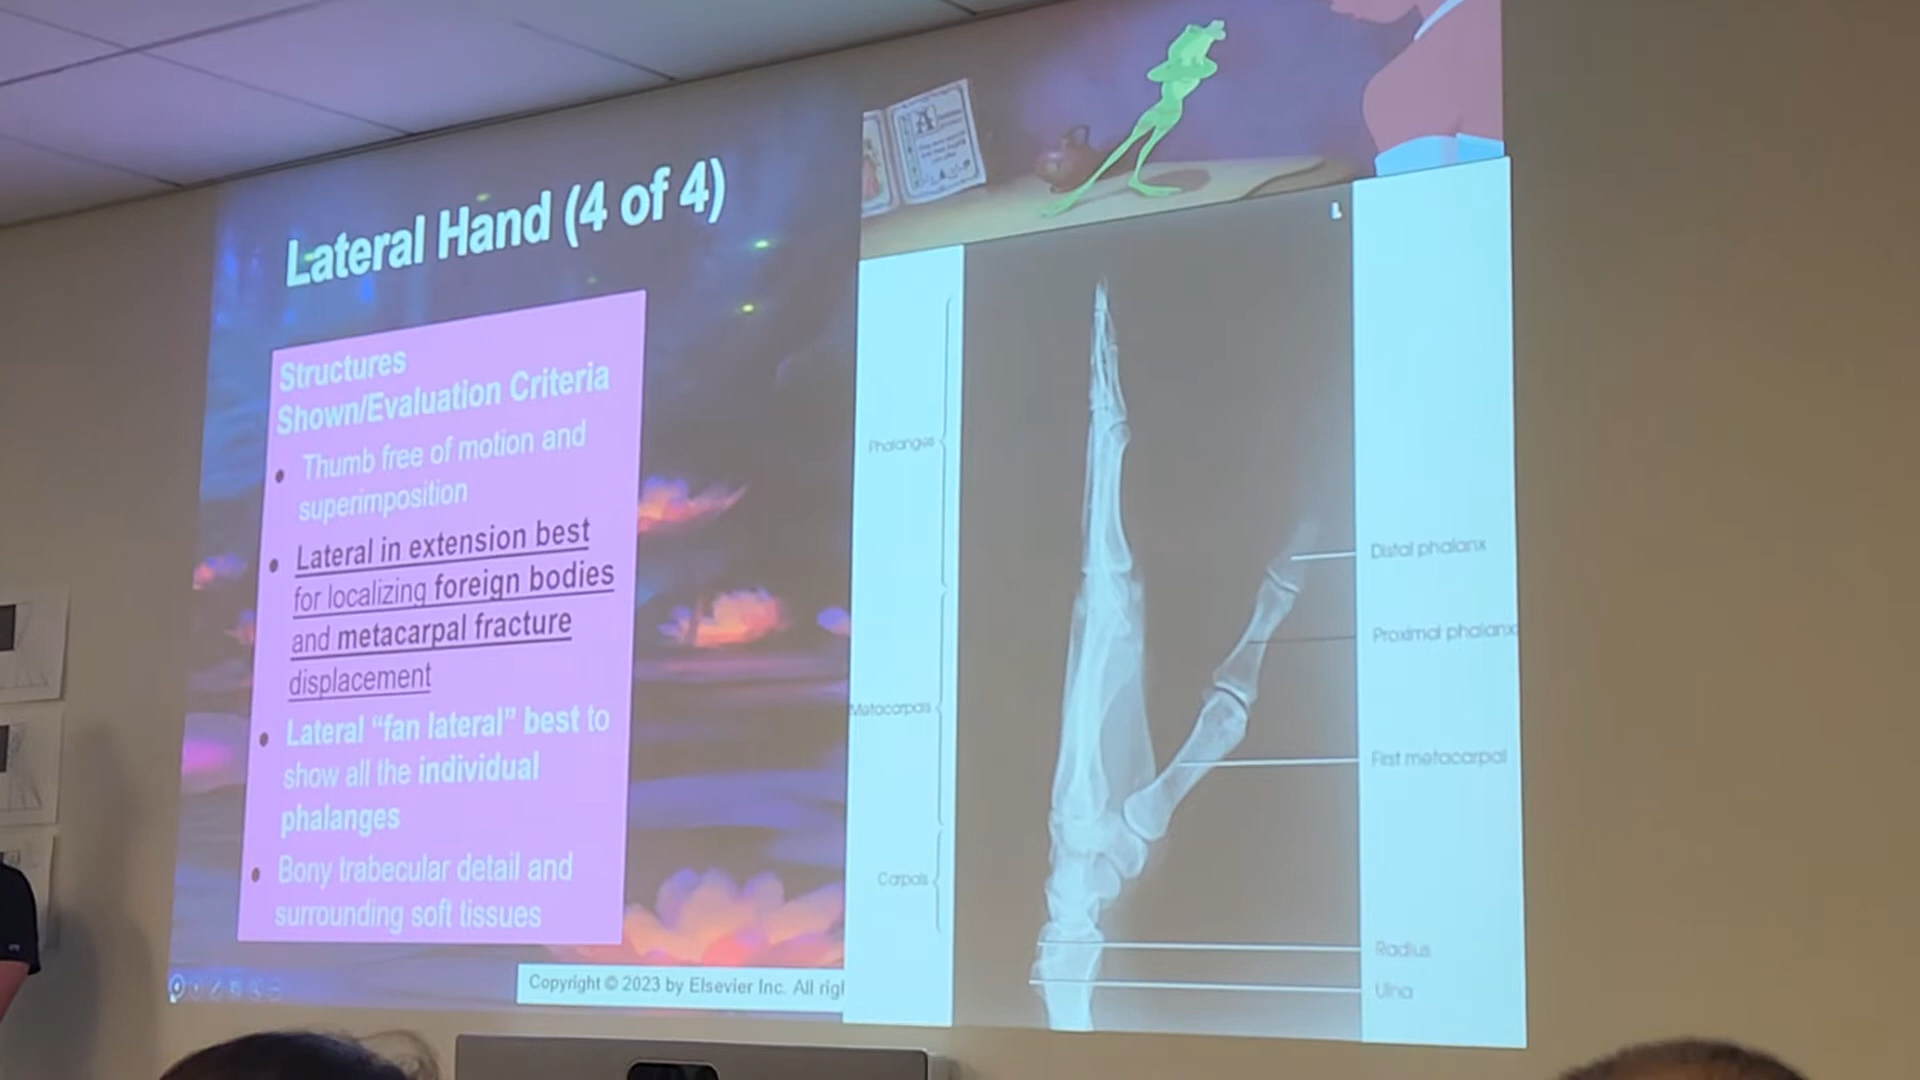 Lateral Hand (4 of 4)
Structures
Shown/Evaluation Criteria
• Thumb free of motion and
superimposition
• Lateral in extension best
for localizing foreign bodies
and metacarpal fracture
displacement
• Lateral “fan lateral” best to
show all the individual
phalanges
• Bony trabecular detail and
surrounding soft tissues
Copyright © 2023 by Elsevier Inc. All rig
A
L
Phalanges
Metacarpals
Carpals
Distal phalanx
Proximal phalanx
First metacarpal
Radius
Ulna